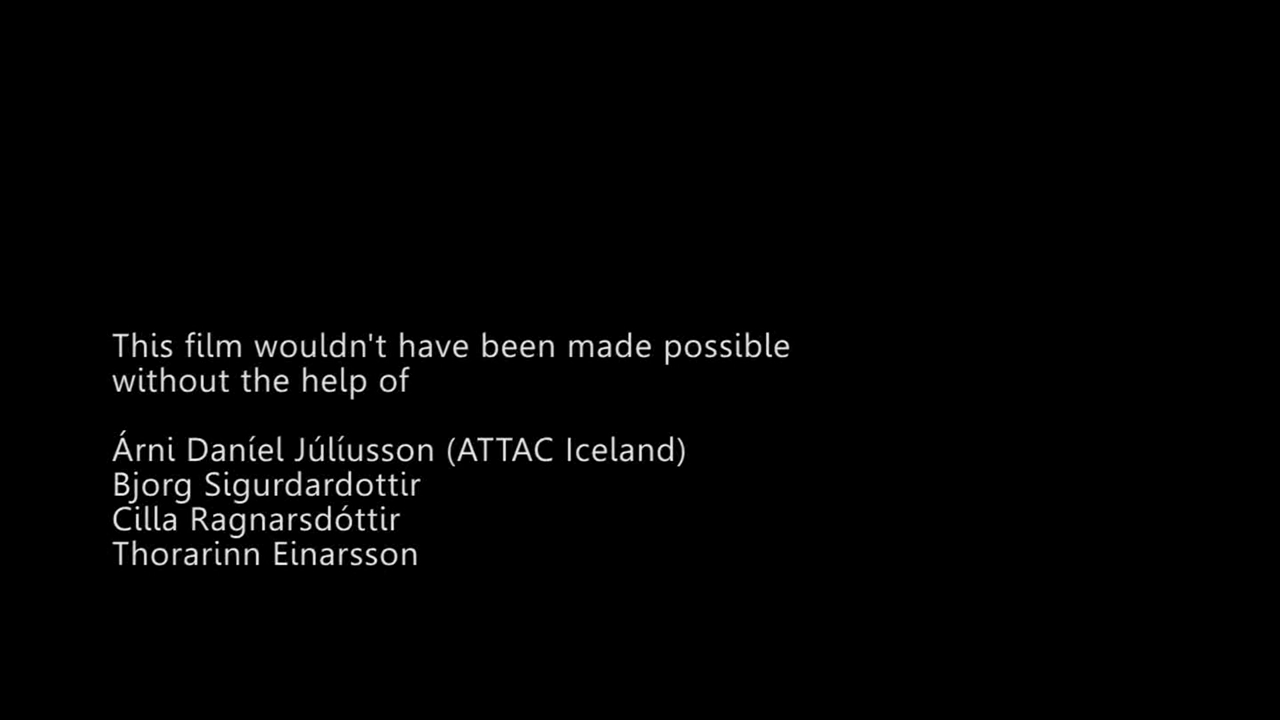 This film wouldn't have been made possible
without the help of
Árni Daníel Júlíusson (ATTAC Iceland)
Bjorg Sigurdardottir
Cilla Ragnarsdóttir
Thorarinn Einarsson